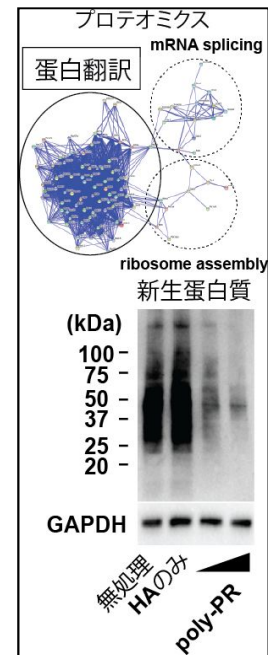 プロテオミクス
mRNA splicing
蛋白翻訳
ribosome assembly
新生蛋白質
(kDa)
100
75
50
37
25
20
GAPDH
無処理
HAのみ
poly-PR